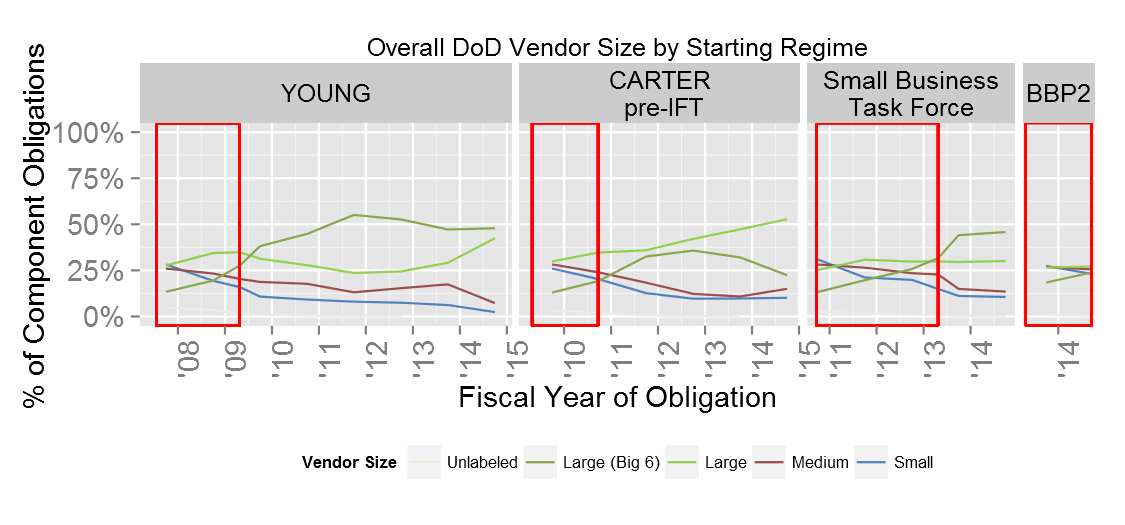 Overall DoD Vendor Size by Starting Regime
YOUNG
CARTER
pre-IFT
Small Business
Task Force
BBP2
% of Component Obligations
100%
75%
50%
25%
0%
'08 '09 '10 '11 '12 '13 '14 '15 '10 '11 '12 '13 '14 '15 '11 '12 '13 '14 '14
Fiscal Year of Obligation
Vendor Size Unlabeled Large (Big 6) Large Medium Small